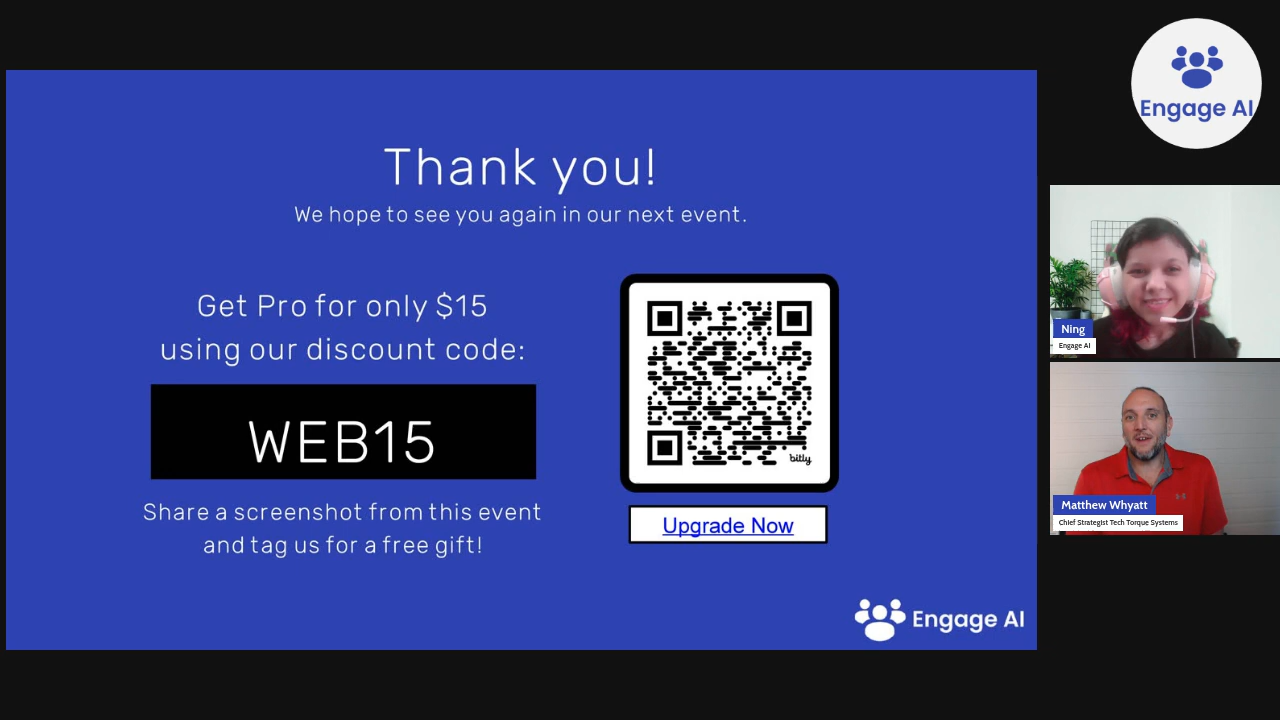 Thank you!
We hope to see you again in our next event.
Get Pro for only $15
using our discount code:
WEB15
Share a screenshot from this event
and tag us for a free gift!
bitly
Upgrade Now
Engage AI
Engage AI
Ning
Engage AI
Matthew Whyatt
Chief Strategist Tech Torque Systems